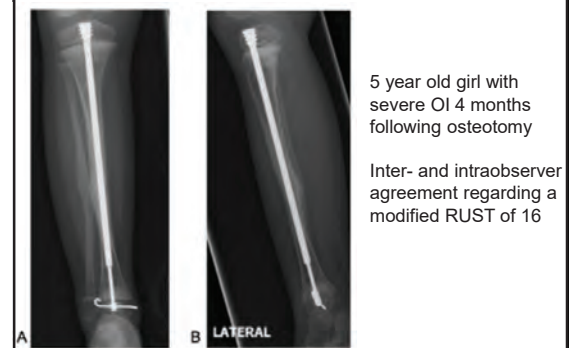 5 year old girl with
severe OI 4 months
following osteotomy
Inter- and intraobserver
agreement regarding a
modified RUST of 16
A
B LATERAL